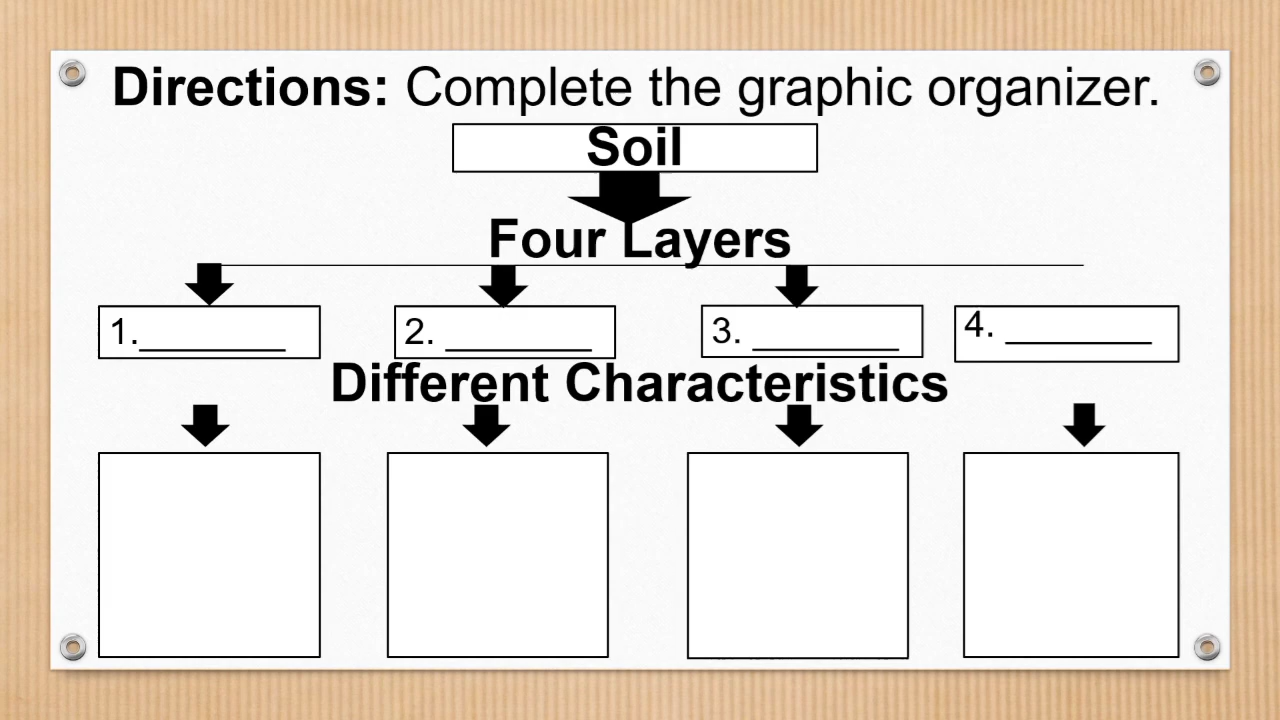 Directions: Complete the graphic organizer.
Soil
Four Layers
1.________
2. ________
3. ________
4. ________
Different Characteristics